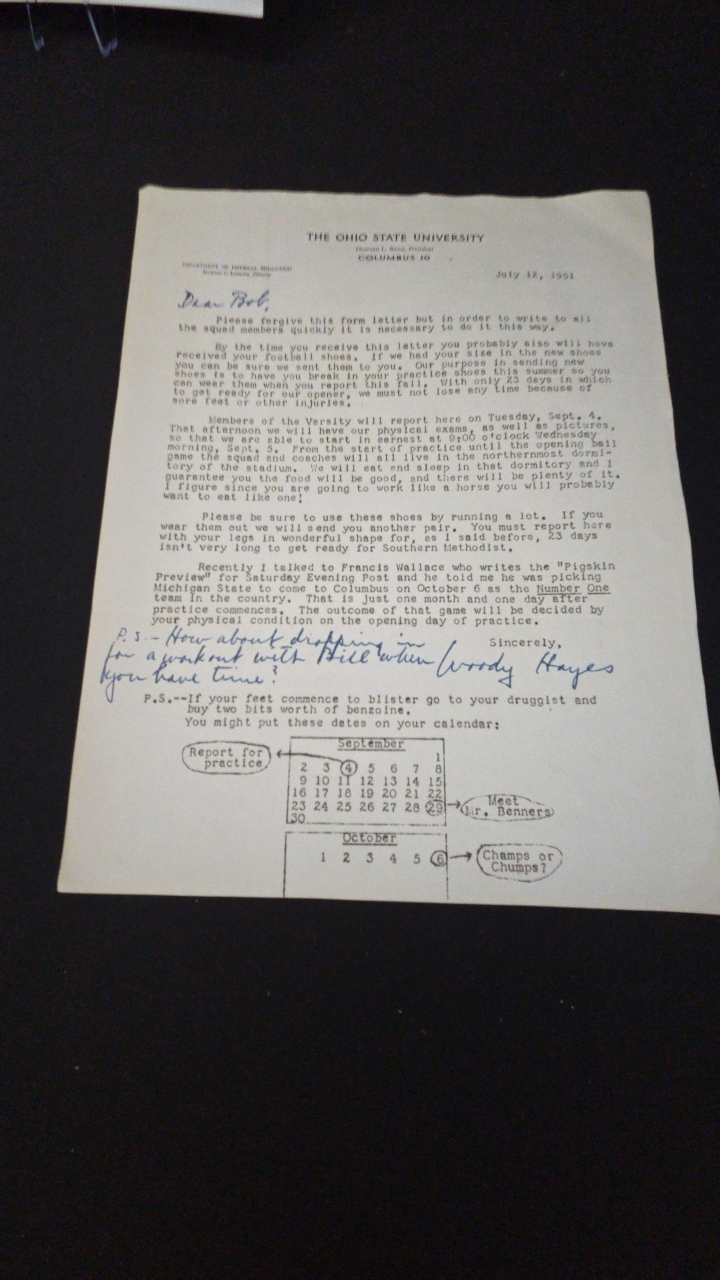 THE OHIO STATE UNIVERSITY
Howard L. Bevis, President
COLUMBUS 10
DEPARTMENT OF PHYSICAL EDUCATION
July 12, 1951
Dear Bob,
Please forgive this form letter but in order to write to all
the squad members quickly it is necessary to do it this way.
By the time you receive this letter you probably also will have
received your football shoes. If we had your size in the new shoes
you can be sure we sent them to you. Our purpose in sending new
shoes is to have you break in your practice shoes this summer so you
can wear them when you report this fall. With only 23 days in which
to get ready for our opener, we must not lose any time because of
sore feet or other injuries.
Members of the Versity will report here on Tuesday, Sept. 4.
That afternoon we will have our physical exams, as well as pictures,
so that we are able to start in earnest at 9:00 o'clock Wednesday
morning, Sept. 5. From the start of practice until the opening ball
game the squad and coaches will all live in the northernmost dormi-
tory of the stadium. We will eat and sleep in that dormitory and I
guarantee you the food will be good, and there will be plenty of it.
I figure since you are going to work like a horse you will probably
want to eat like one!
Please be sure to use these shoes by running a lot. If you
wear them out we will send you another pair. You must report here
with your legs in wonderful shape for, as I said before, 23 days
isn't very long to get ready for Southern Methodist.
Recently I talked to Francis Wallace who writes the "Pigskin
Preview" for Saturday Evening Post and he told me he was picking
Michigan State to come to Columbus on October 6 as the Number One
team in the country. That is just one month and one day after
practice commences. The outcome of that game will be decided by
your physical condition on the opening day of practice.
Sincerely,
Woody Hayes
P.S.- How about dropping in
for a workout with Bill when
you have time?
P.S.--If your feet commence to blister go to your druggist and
buy two bits worth of benzoine.
You might put these dates on your calendar:
September
Report for
practice
1
2 3 4 5 6 7 8
9 10 11 12 13 14 15
16 17 18 19 20 21 22
23 24 25 26 27 28 29
30
Meet
Mr. Benners
October
1 2 3 4 5 6
Champs or
Chumps?